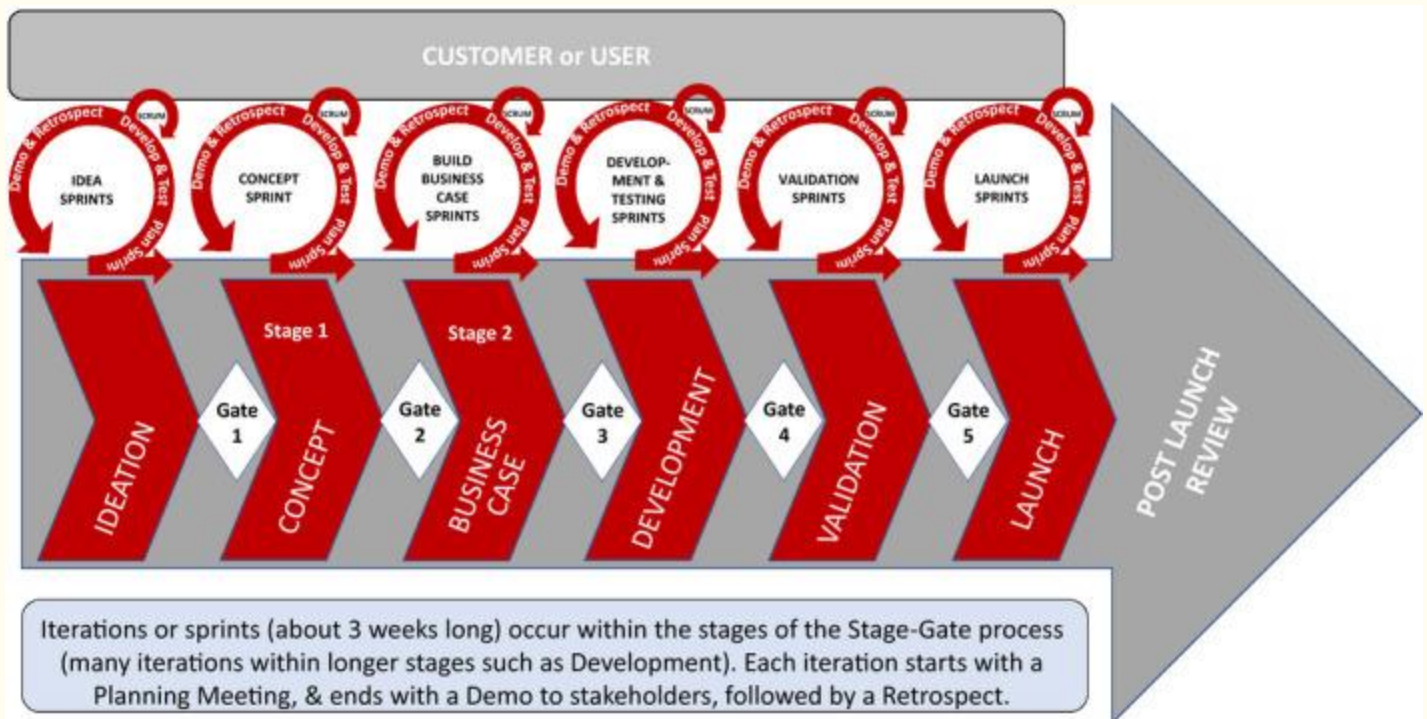 CUSTOMER or USER
Demo & Retrospect
Develop & Test
Plan Sprin
SCRUM
IDEA
SPRINTS
Demo & Retrospect
Develop & Test
Plan Sprin
SCRUM
CONCEPT
SPRINT
Demo & Retrospect
Develop & Test
Plan Sprin
SCRUM
BUILD
BUSINESS
CASE
SPRINTS
Demo & Retrospect
Develop & Test
Plan Sprin
SCRUM
DEVELOP-
MENT &
TESTING
SPRINTS
Demo & Retrospect
Develop & Test
Plan Sprin
SCRUM
VALIDATION
SPRINTS
Demo & Retrospect
Develop & Test
Plan Sprin
SCRUM
LAUNCH
SPRINTS
IDEATION
Gate
1
Stage 1
CONCEPT
Gate
2
Stage 2
BUSINESS
CASE
Gate
3
DEVELOPMENT
Gate
4
VALIDATION
Gate
5
LAUNCH
POST LAUNCH
REVIEW
Iterations or sprints (about 3 weeks long) occur within the stages of the Stage-Gate process
(many iterations within longer stages such as Development). Each iteration starts with a
Planning Meeting, & ends with a Demo to stakeholders, followed by a Retrospect.